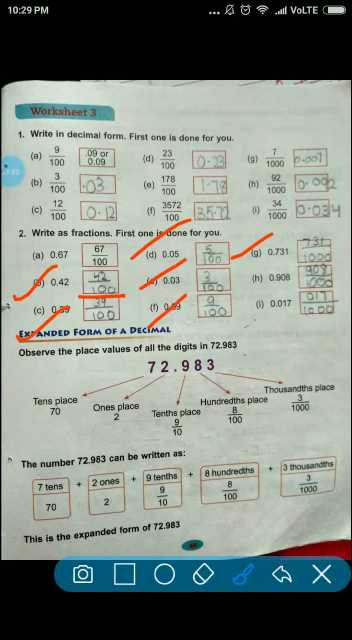 10:29 PM ... VoLTE
Worksheet 3
1. Write in decimal form. First one is done for you.
(a) 9/100 .09 or 0.09 (d) 23/100 0.23 (g) 7/1000 0.007
(b) 3/100 .03 (e) 178/100 1.78 (h) 92/1000 0.092
(c) 12/100 0.12 (f) 3572/100 35.72 (i) 34/1000 0.034
2. Write as fractions. First one is done for you.
(a) 0.67 67/100 (d) 0.05 5/100 (g) 0.731 731/1000
(b) 0.42 42/100 (e) 0.03 3/100 (h) 0.908 908/1000
(c) 0.39 39/100 (f) 0.09 9/100 (i) 0.017 017/1000
EXPANDED FORM OF A DECIMAL
Observe the place values of all the digits in 72.983
72.983
Tens place 70
Ones place 2
Tenths place 9/10
Hundredths place 8/100
Thousandths place 3/1000
The number 72.983 can be written as:
7 tens + 2 ones + 9 tenths + 8 hundredths + 3 thousandths
70 2 9/10 8/100 3/1000
This is the expanded form of 72.983